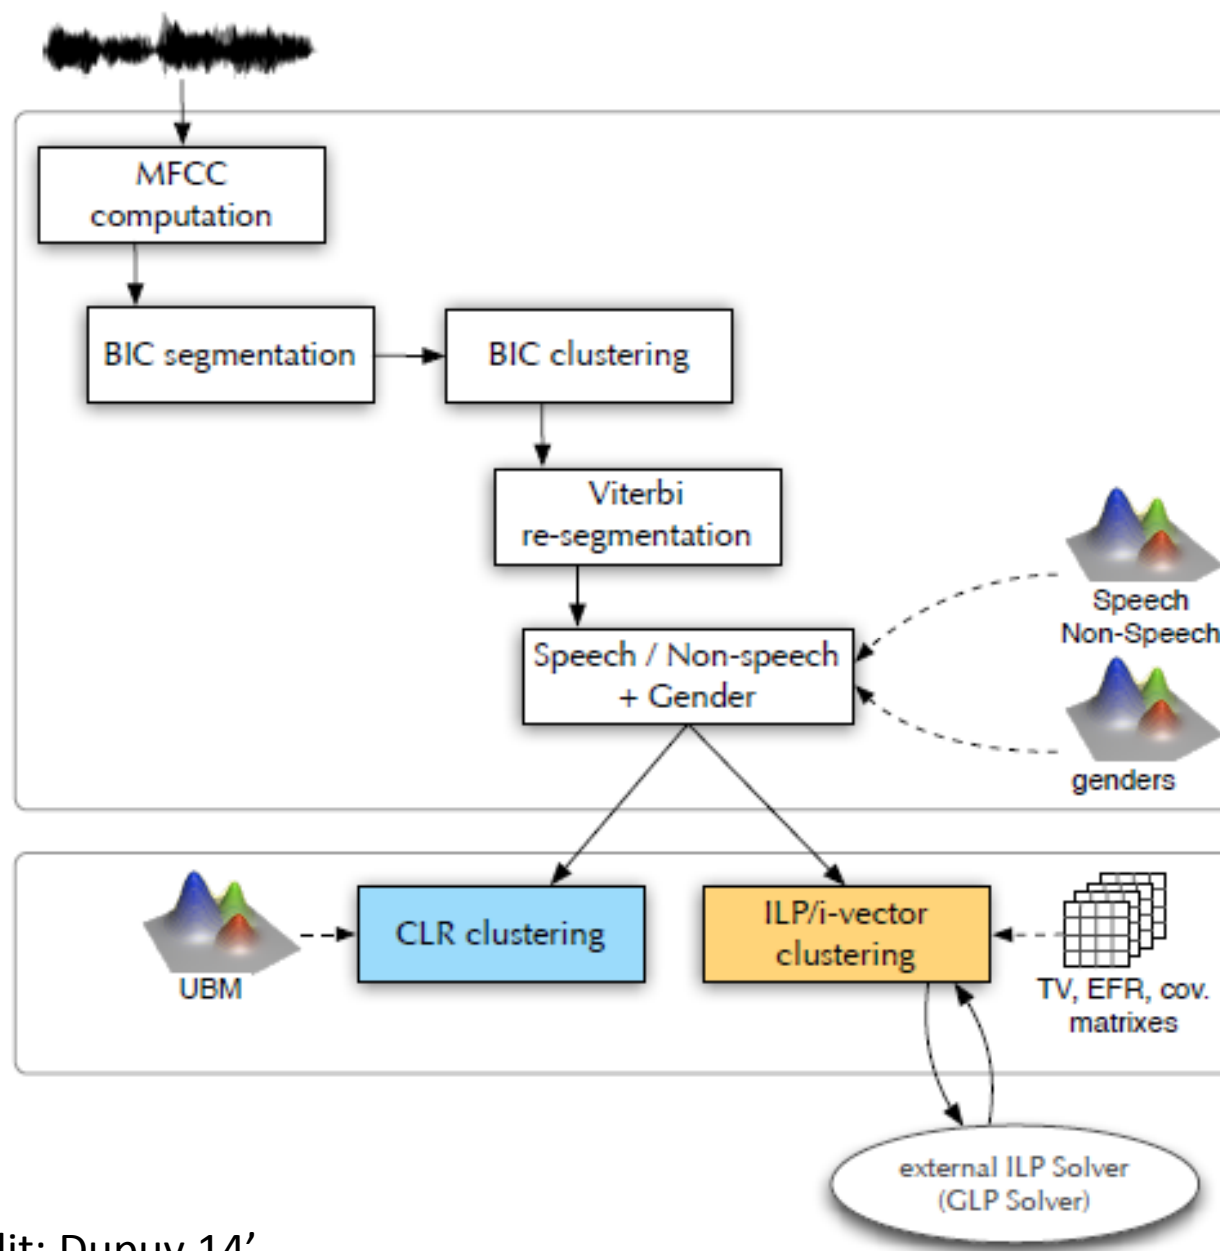 MFCC
computation
BIC segmentation
BIC clustering
Viterbi
re-segmentation
Speech
Non-Speech
Speech / Non-speech
+ Gender
genders
CLR clustering
ILP/i-vector
clustering
UBM
TV, EFR, cov.
matrixes
external ILP Solver
(GLP Solver)
Dupuy 14’